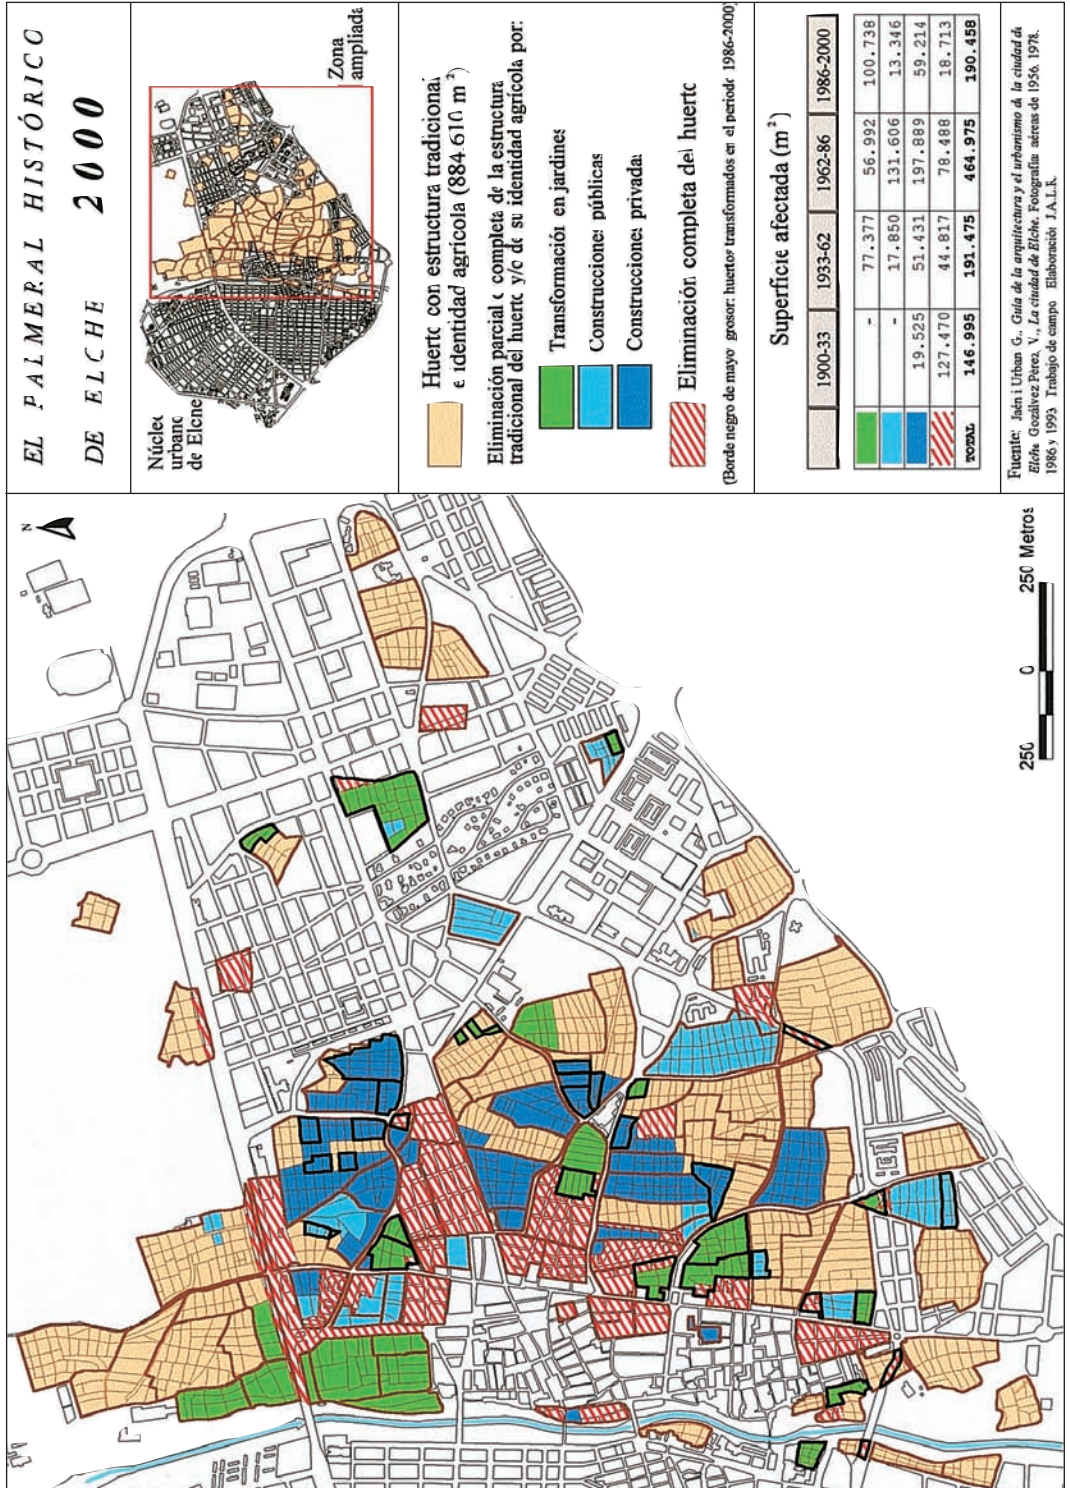 EL PALMERAL HISTÓRICO
DE ELCHE 2000
Núcleo
urbano
de Elche
Zona
ampliada
Huerto con estructura tradicional
e identidad agrícola (884.610 m²)
Eliminación parcial o completa de la estructura
tradicional del huerto y/o de su identidad agrícola por:
Transformación en jardines
Construcciones públicas
Construcciones privadas
Eliminación completa del huerto
(Borde negro de mayo grosor: huertor transformados en el periodo 1986-2000)
Superficie afectada (m²)
1900-33 1933-62 1962-86 1986-2000
- 77.377 56.992 100.738
- 17.850 131.606 13.346
19.525 51.431 197.889 59.214
127.470 44.817 78.488 18.713
TOTAL 146.995 191.475 464.975 190.458
Fuente: Jaén i Urban G., Guía de la arquitectura y el urbanismo de la ciudad de
Elche. Gozálvez Pérez, V., La ciudad de Elche. Fotografías aéreas de 1956, 1978,
1986 y 1993. Trabajo de campo. Elaboración J.A.L.R.
N
250 0 250 Metros